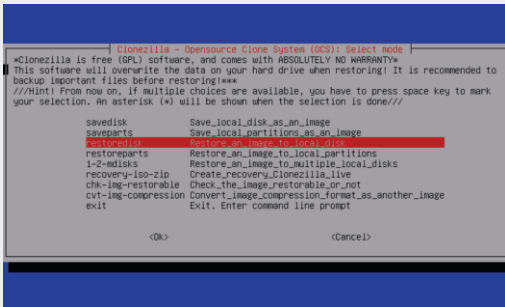 Clonezilla - Opensource Clone System (OCS): Select mode
*Clonezilla is free (GPL) software, and comes with ABSOLUTELY NO WARRANTY*
This software will overwrite the data on your hard drive when restoring! It is recommended to
backup important files before restoring!***
///Hint! From now on, if multiple choices are available, you have to press space key to mark
your selection. An asterisk (*) will be shown when the selection is done///
savedisk Save_local_disk_as_an_image
saveparts Save_local_partitions_as_an_image
restoredisk Restore_an_image_to_local_disk
restoreparts Restore_an_image_to_local_partitions
1-2-mdisks Restore_an_image_to_multiple_local_disks
recovery-iso-zip Create_recovery_Clonezilla_live
chk-img-restorable Check_the_image_restorable_or_not
cvt-img-compression Convert_image_compression_format_as_another_image
exit Exit. Enter command line prompt
<Ok> <Cancel>